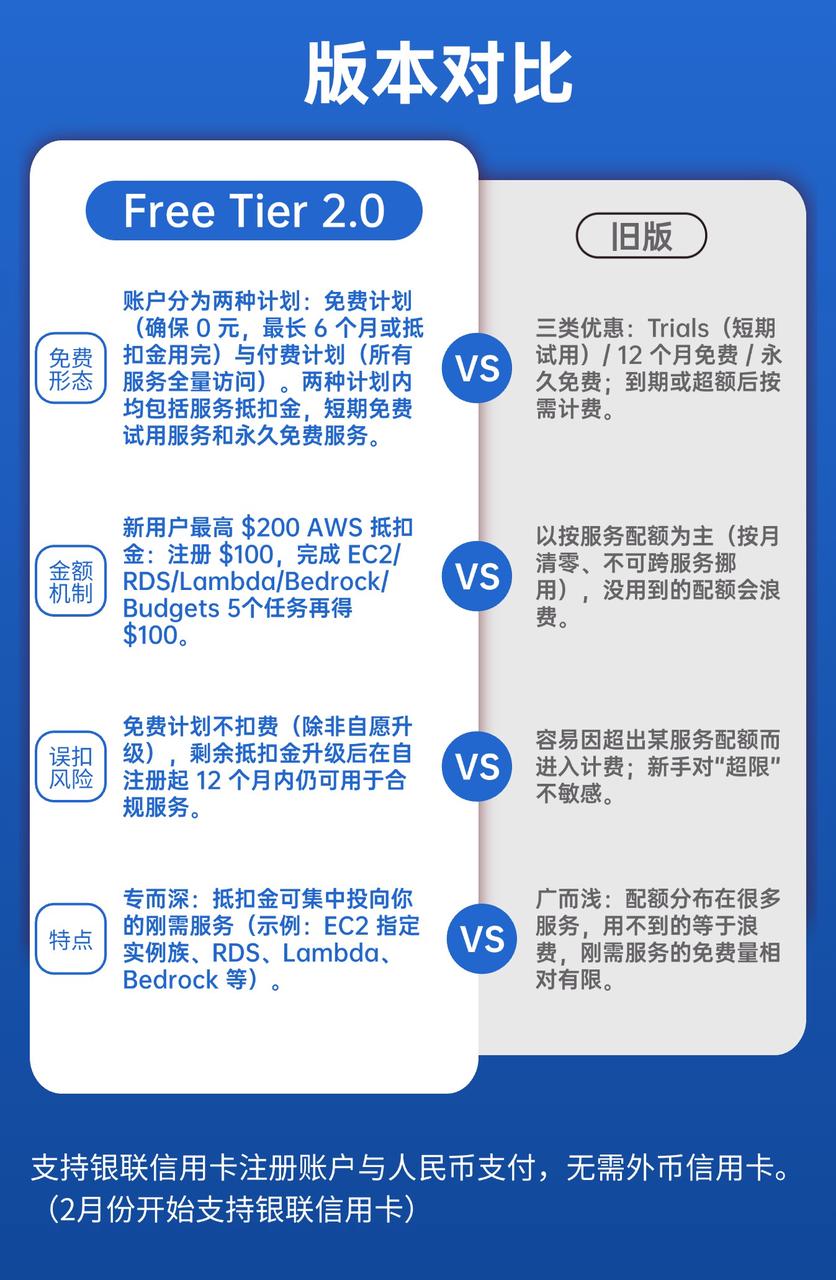 版本对比
Free Tier 2.0
旧版
免费
形态
账户分为两种计划：免费计划
（确保 0 元，最长 6 个月或抵
扣金用完）与付费计划（所有
服务全量访问）。两种计划内
均包括服务抵扣金，短期免费
试用服务和永久免费服务。
VS
三类优惠：Trials（短期
试用）/ 12 个月免费 / 永
久免费；到期或超额后按
需计费。
金额
机制
新用户最高 $200 AWS 抵扣
金：注册 $100，完成 EC2/
RDS/Lambda/Bedrock/
Budgets 5个任务再得
$100。
VS
以按服务配额为主（按月
清零、不可跨服务挪
用），没用到的配额会浪
费。
误扣
风险
免费计划不扣费（除非自愿升
级），剩余抵扣金升级后在自
注册起 12 个月内仍可用于合
规服务。
VS
容易因超出某服务配额而
进入计费；新手对“超限”
不敏感。
特点
专而深：抵扣金可集中投向你
的刚需服务（示例：EC2 指定
实例族、RDS、Lambda、
Bedrock 等）。
VS
广而浅：配额分布在很多
服务，用不到的等于浪
费，刚需服务的免费量相
对有限。
支持银联信用卡注册账户与人民币支付，无需外币信用卡。
（2月份开始支持银联信用卡）